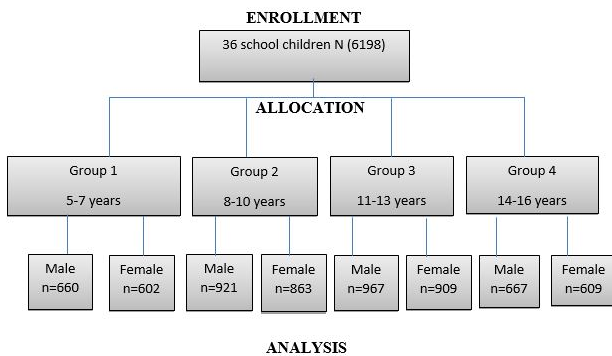 ENROLLMENT
36 school children N (6198)
ALLOCATION
Group 1
5-7 years
Group 2
8-10 years
Group 3
11-13 years
Group 4
14-16 years
Male
n=660
Female
n=602
Male
n=921
Female
n=863
Male
n=967
Female
n=909
Male
n=667
Female
n=609
ANALYSIS